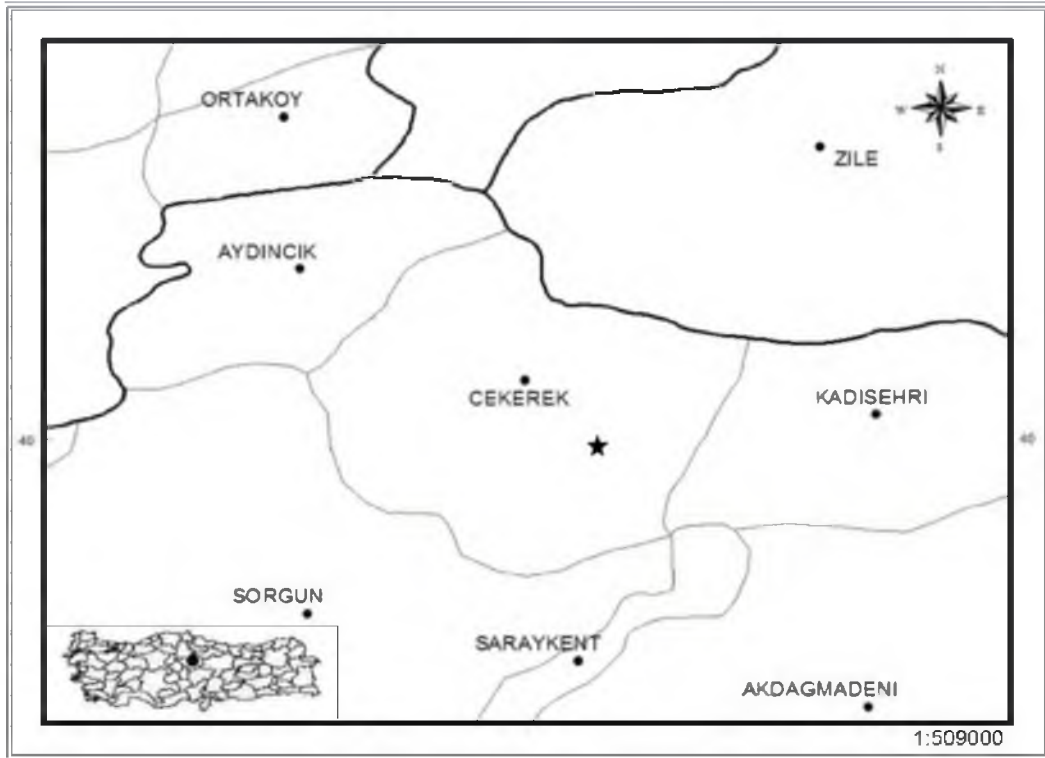 ORTAKOY
N
W E
S
ZILE
AYDINCIK
CEKEREK
KADISEHRI
40 40
SORGUN
SARAYKENT
AKDAGMADENI
1:509000